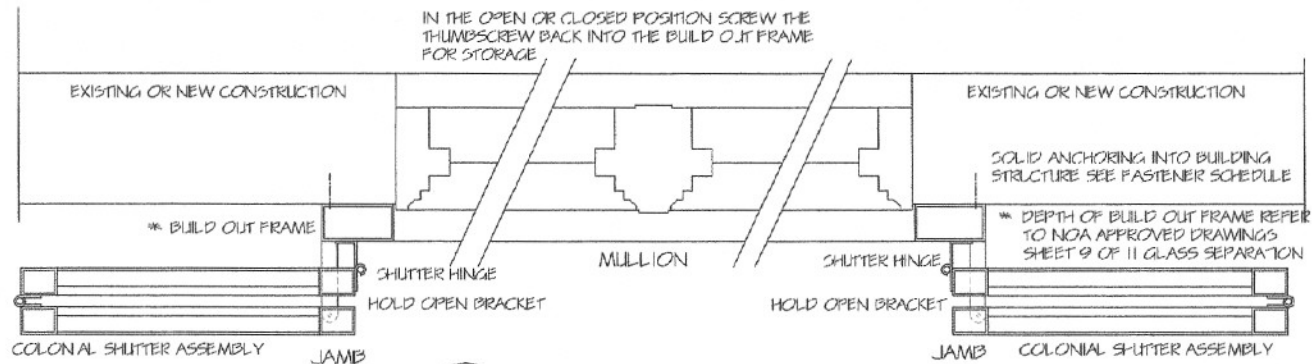 IN THE OPEN OR CLOSED POSITION SCREW THE
THUMBSCREW BACK INTO THE BUILD OUT FRAME
FOR STORAGE
EXISTING OR NEW CONSTRUCTION
EXISTING OR NEW CONSTRUCTION
SOLID ANCHORING INTO BUILDING
STRUCTURE SEE FASTENER SCHEDULE
* BUILD OUT FRAME
* DEPTH OF BUILD OUT FRAME REFER
TO NOA APPROVED DRAWINGS
SHEET 9 OF 11 GLASS SEPARATION
MULLION
SHUTTER HINGE
SHUTTER HINGE
HOLD OPEN BRACKET
HOLD OPEN BRACKET
COLONIAL SHUTTER ASSEMBLY
JAMB
JAMB
COLONIAL SHUTTER ASSEMBLY